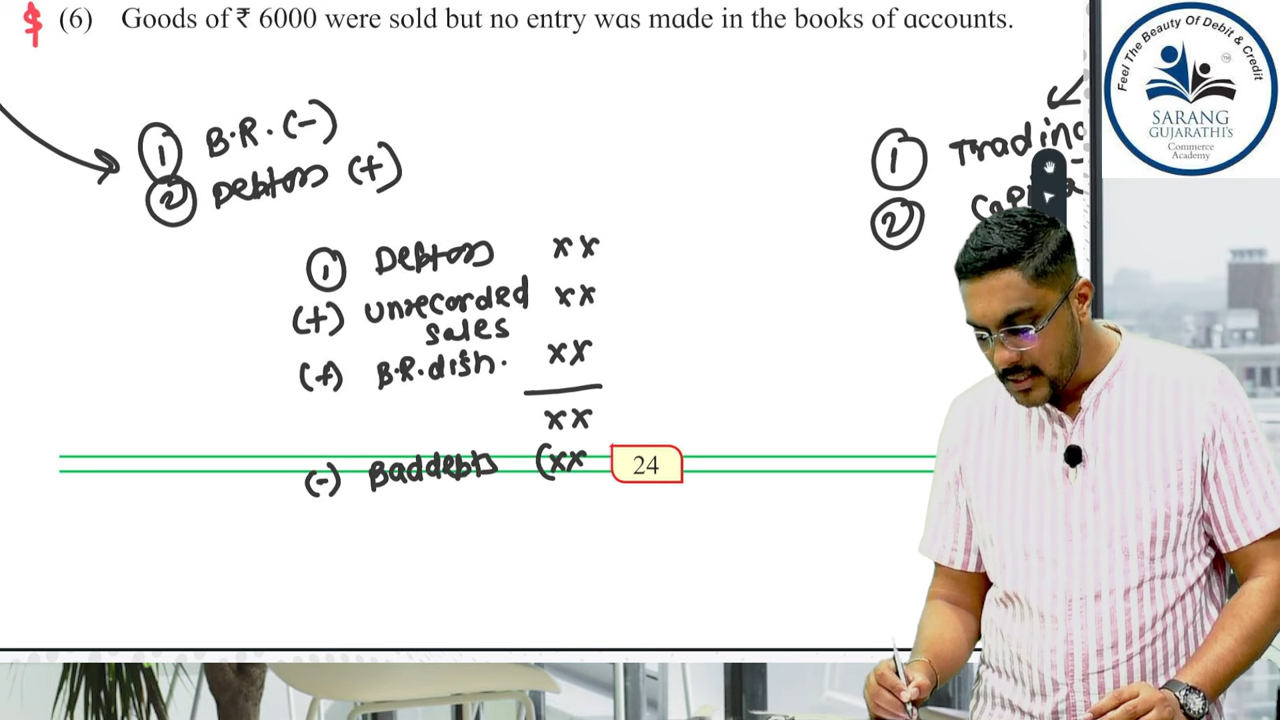 (6) Goods of ₹ 6000 were sold but no entry was made in the books of accounts.
① B.R. (-)
② Debtors (+)
① Debtors xx
(+) unrecorded sales xx
(+) B.R. dish. xx
xx
(-) Baddebts (xx
24
①
②
Feel The Beauty Of Debit & Credit
TM
SARANG
GUJARATHI's
Commerce
Academy